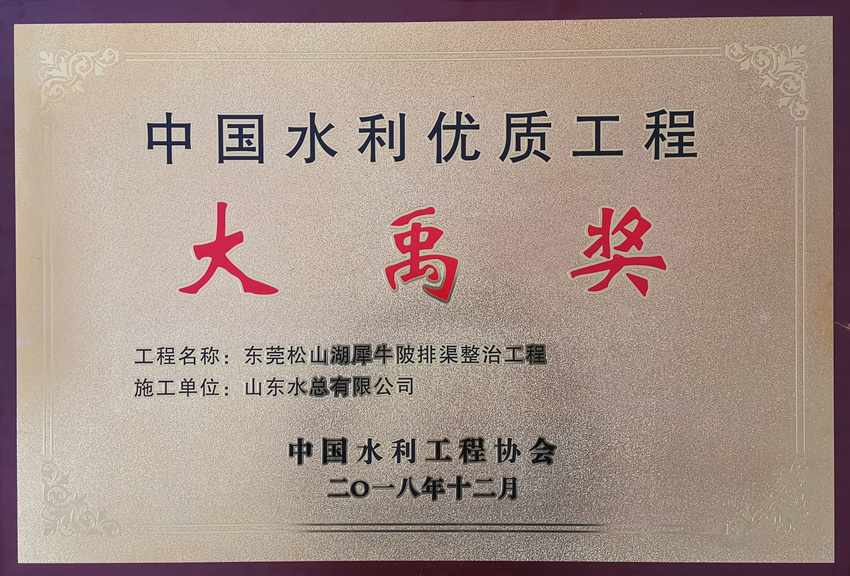 中国水利优质工程
大禹奖
工程名称：东莞松山湖犀牛陂排渠整治工程
施工单位：山东水总有限公司
中国水利工程协会
二〇一八年十二月